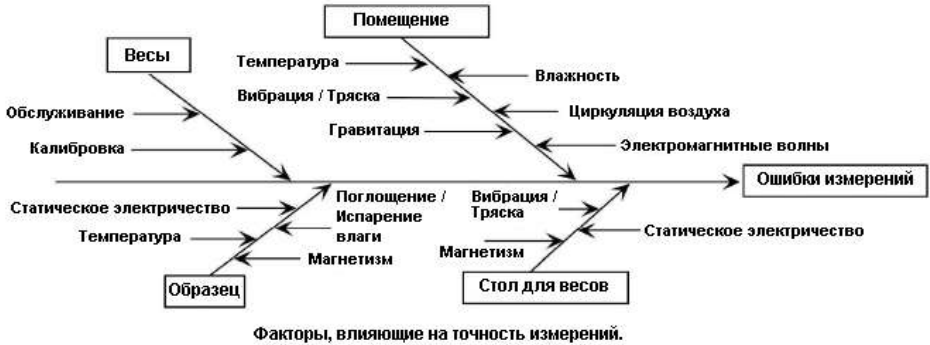 Помещение
Весы
Температура
Влажность
Вибрация / Тряска
Обслуживание
Циркуляция воздуха
Гравитация
Калибровка
Электромагнитные волны
Ошибки измерений
Статическое электричество
Поглощение /
Испарение
влаги
Вибрация /
Тряска
Температура
Статическое электричество
Магнетизм
Магнетизм
Образец
Стол для весов
Факторы, влияющие на точность измерений.